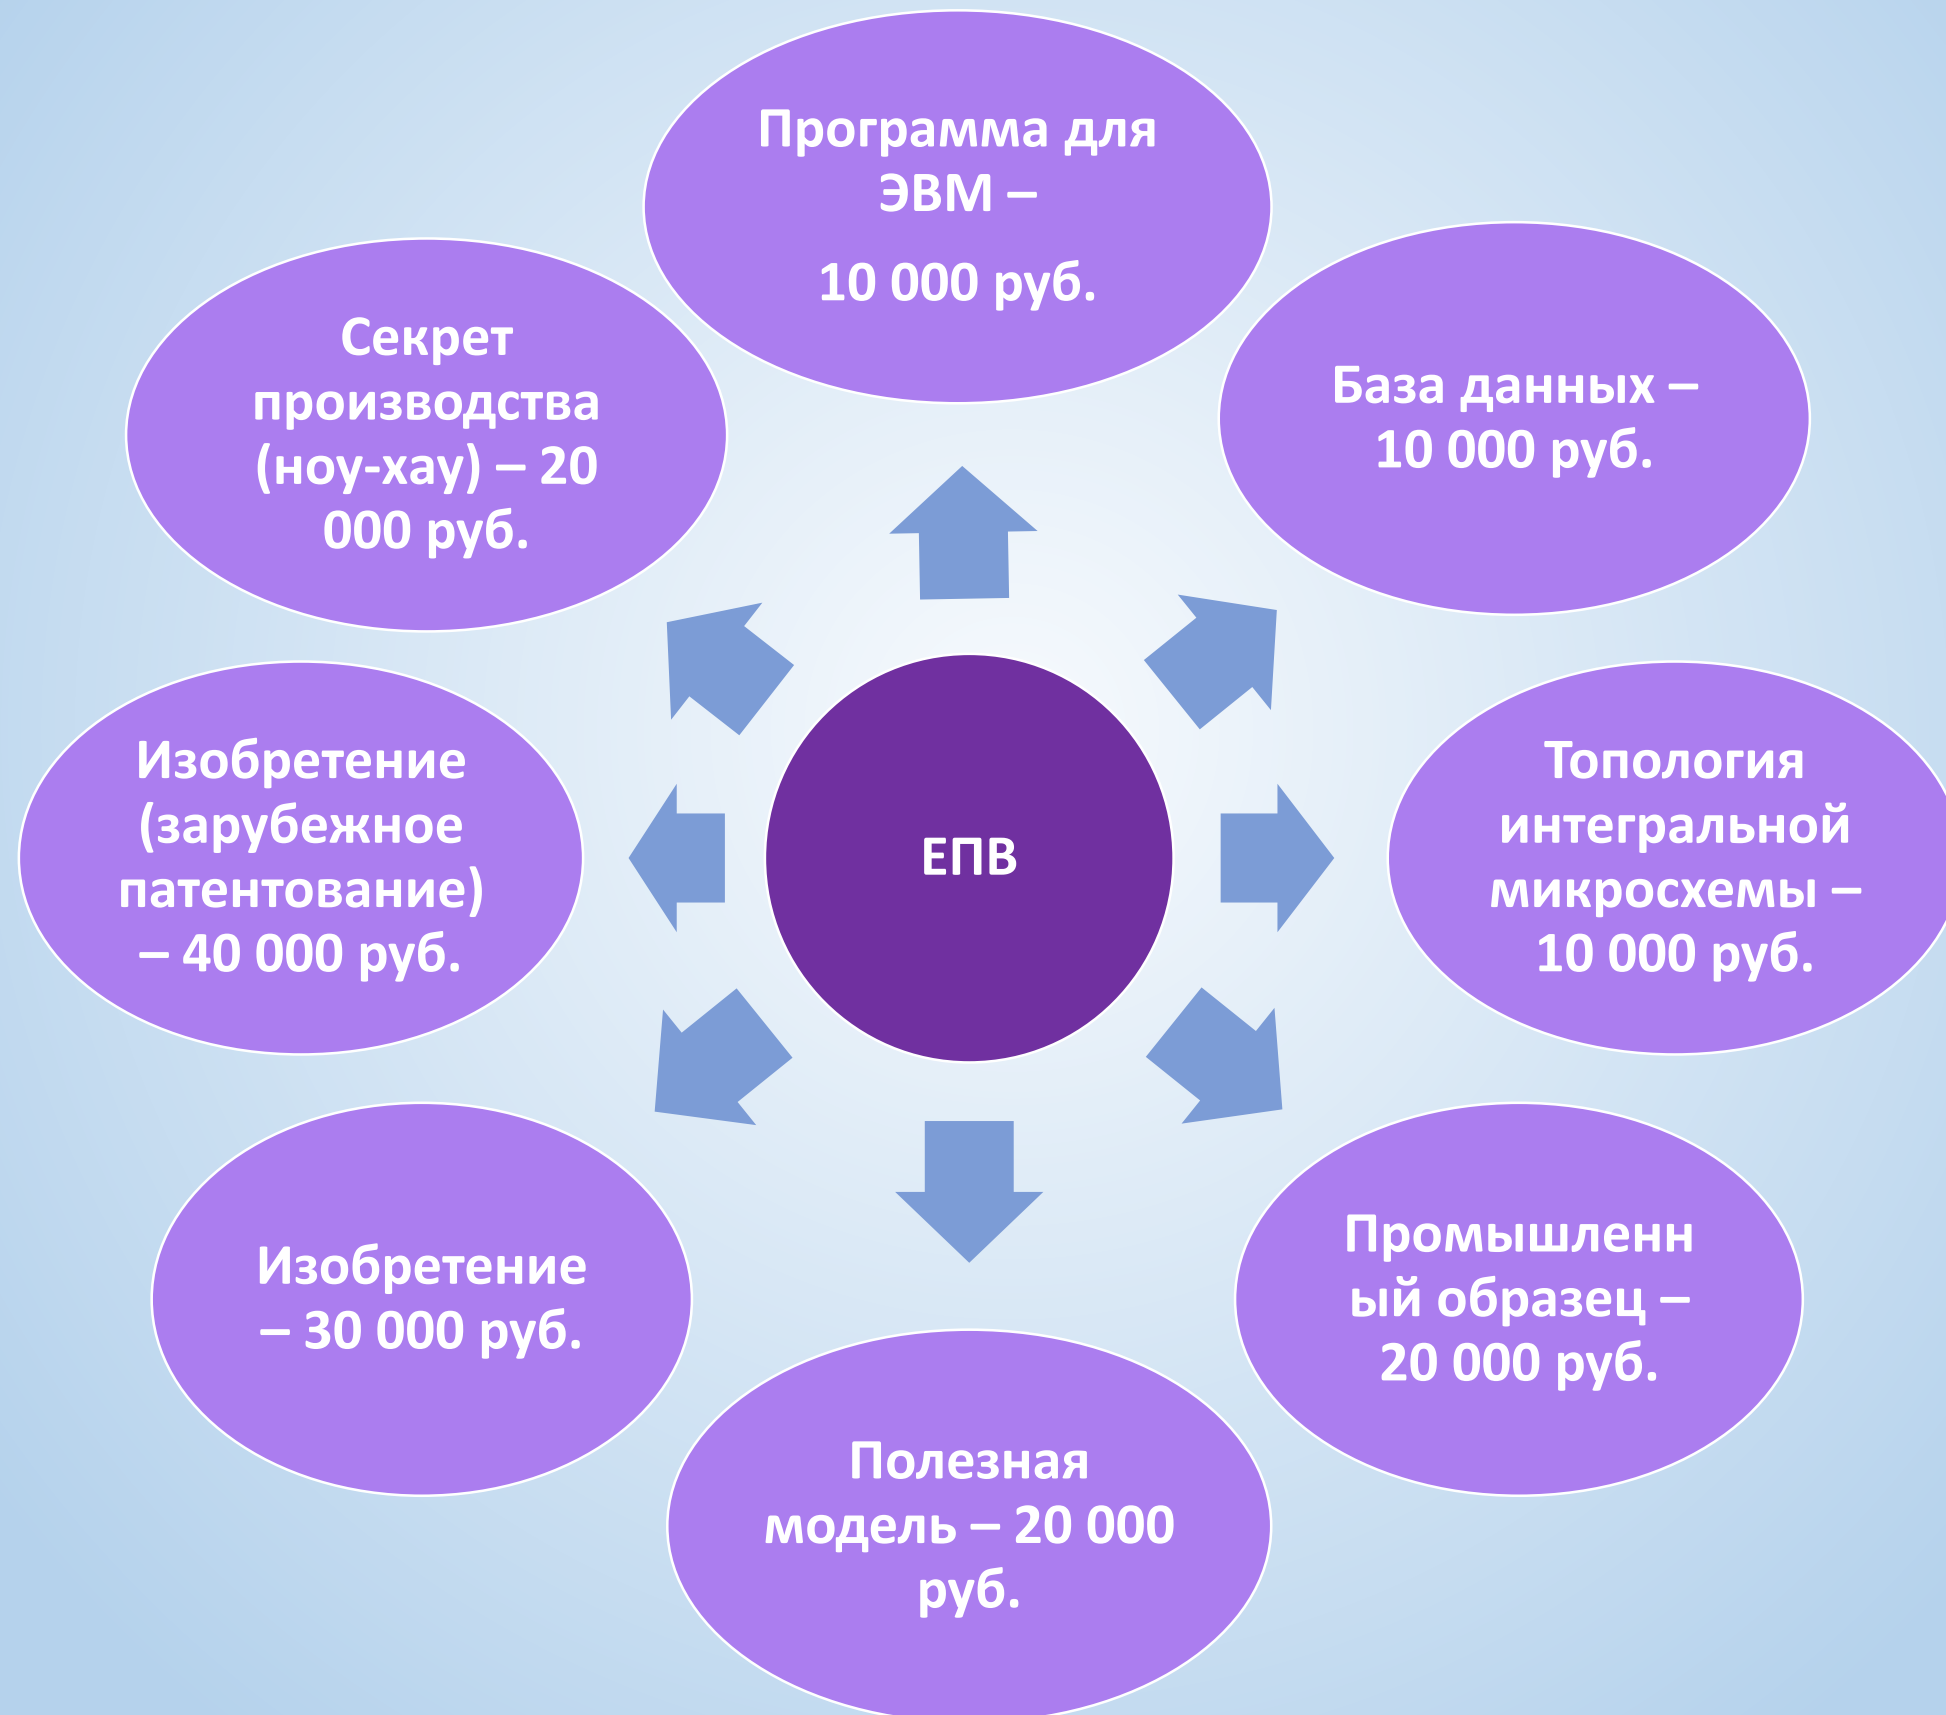 Программа для
ЭВМ –
10 000 руб.
База данных –
10 000 руб.
Топология
интегральной
микросхемы –
10 000 руб.
Промышленн
ый образец –
20 000 руб.
Полезная
модель – 20 000
руб.
Изобретение
– 30 000 руб.
Изобретение
(зарубежное
патентование)
– 40 000 руб.
Секрет
производства
(ноу-хау) – 20
000 руб.
ЕПВ